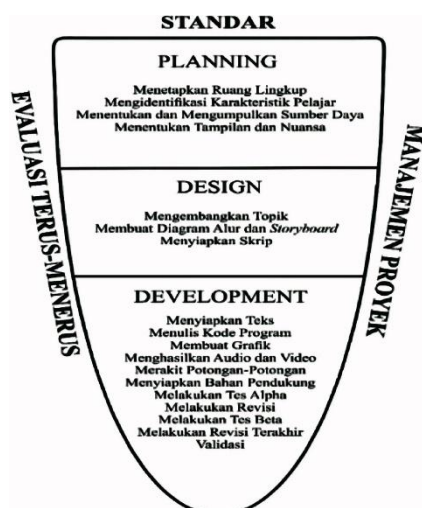 STANDAR
PLANNING
Menetapkan Ruang Lingkup
Mengidentifikasi Karakteristik Pelajar
Menentukan dan Mengumpulkan Sumber Daya
Menentukan Tampilan dan Nuansa
EVALUASI TERUS-MENERUS
MANAJEMEN PROYEK
DESIGN
Mengembangkan Topik
Membuat Diagram Alur dan Storyboard
Menyiapkan Skrip
DEVELOPMENT
Menyiapkan Teks
Menulis Kode Program
Membuat Grafik
Menghasilkan Audio dan Video
Merakit Potongan-Potongan
Menyiapkan Bahan Pendukung
Melakukan Tes Alpha
Melakukan Revisi
Melakukan Tes Beta
Melakukan Revisi Terakhir
Validasi